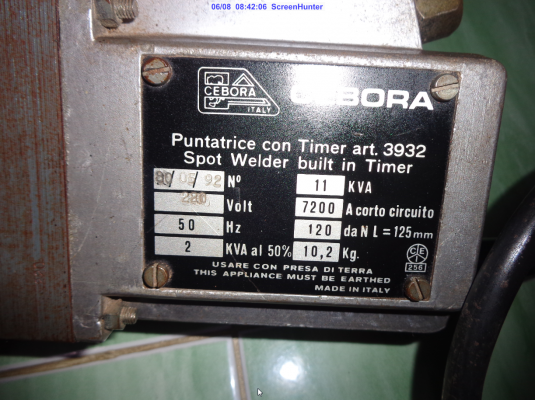 06/08 08:42:06 ScreenHunter
CEBORA
ITALY
CEBORA
Puntatrice con Timer art. 3932
Spot Welder built in Timer
Nº 11 KVA
Volt 7200 A corto circuito
50 Hz 120 da N L = 125mm
2 KVA al 50% 10,2 Kg.
USARE CON PRESA DI TERRA
THIS APPLIANCE MUST BE EARTHED
MADE IN ITALY
CE
256